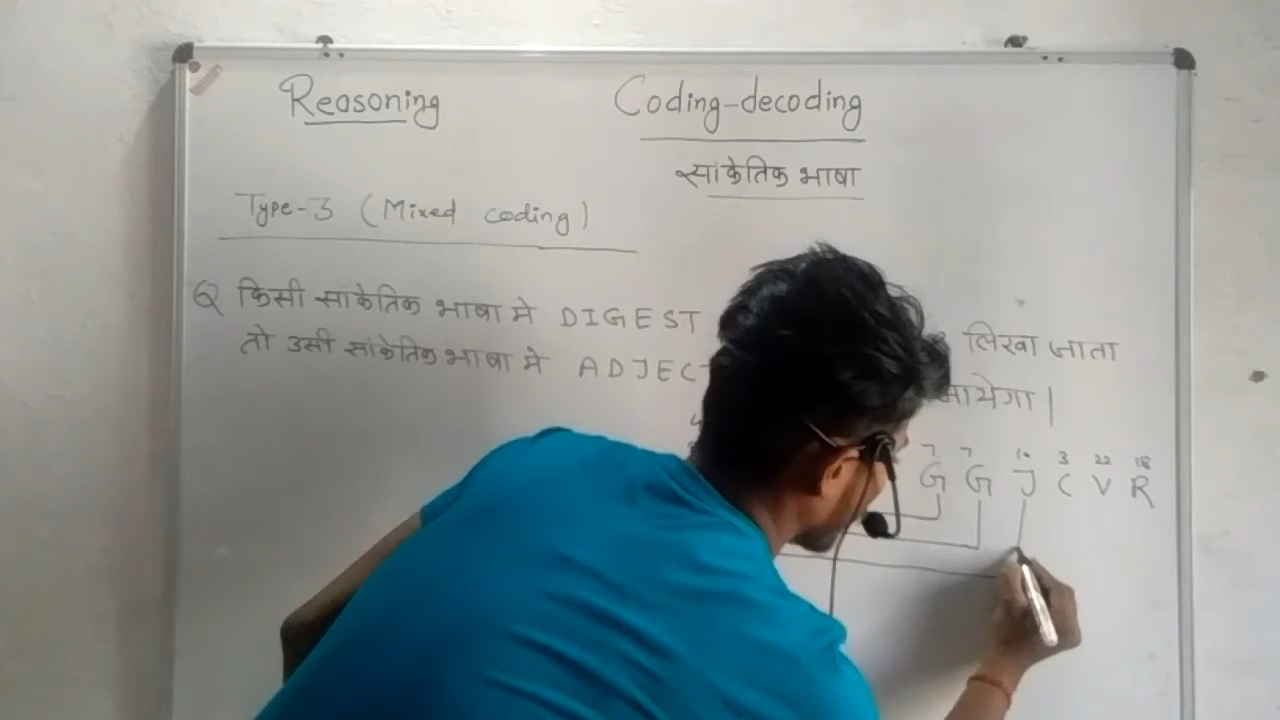 Reasoning
Coding-decoding
सांकेतिक भाषा
Type-3 (Mixed coding)
Q किसी सांकेतिक भाषा मे DIGEST लिखा जाता
तो उसी सांकेतिक भाषा मे ADJEC जायेगा |
7 7 10 3 22 18
G G J C V R